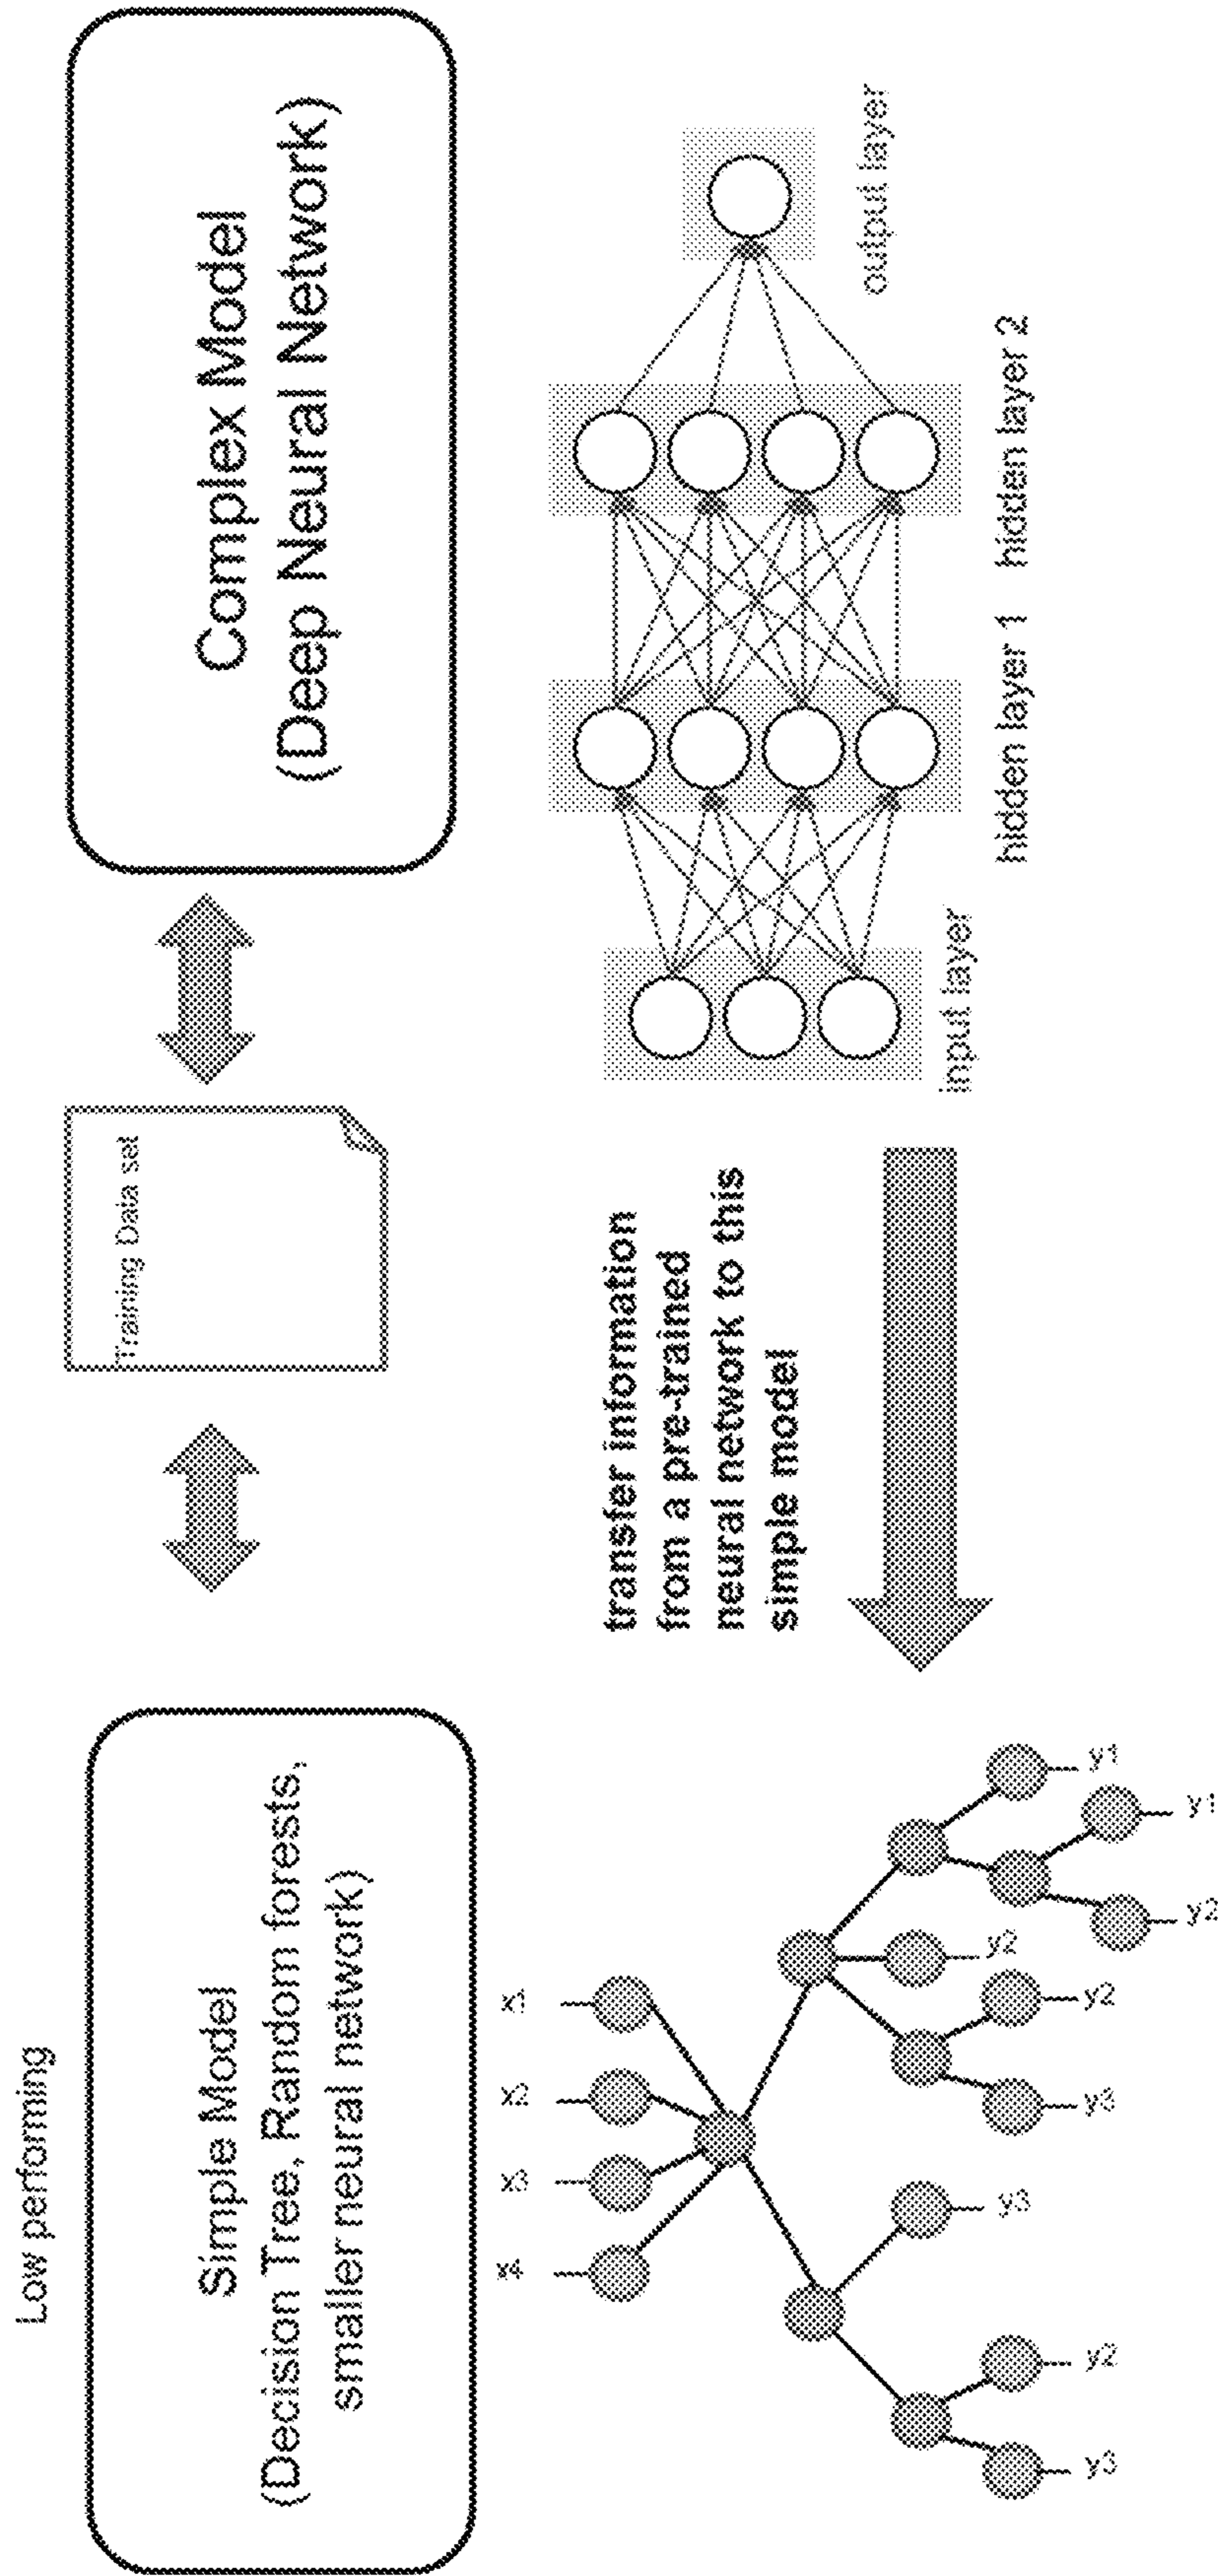 Low performing
Simple Model
(Decision Tree, Random forests,
smaller neural network)
Training Data set
Complex Model
(Deep Neural Network)
x4
x3
x2
x1
y3
y2
y3
y3
y2
y2
y2
y1
y1
transfer information
from a pre-trained
neural network to this
simple model
input layer
hidden layer 1
hidden layer 2
output layer